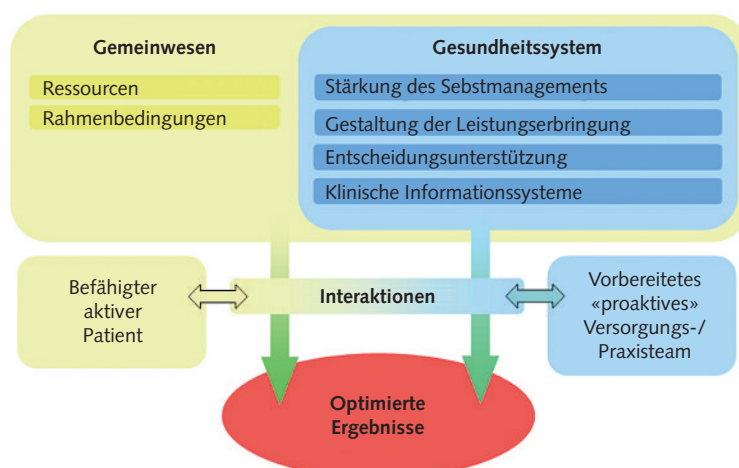 Gemeinwesen
Ressourcen
Rahmenbedingungen
Gesundheitssystem
Stärkung des Sebstmanagements
Gestaltung der Leistungserbringung
Entscheidungsunterstützung
Klinische Informationssysteme
Befähigter
aktiver
Patient
Interaktionen
Vorbereitetes
«proaktives»
Versorgungs-/
Praxisteam
Optimierte
Ergebnisse